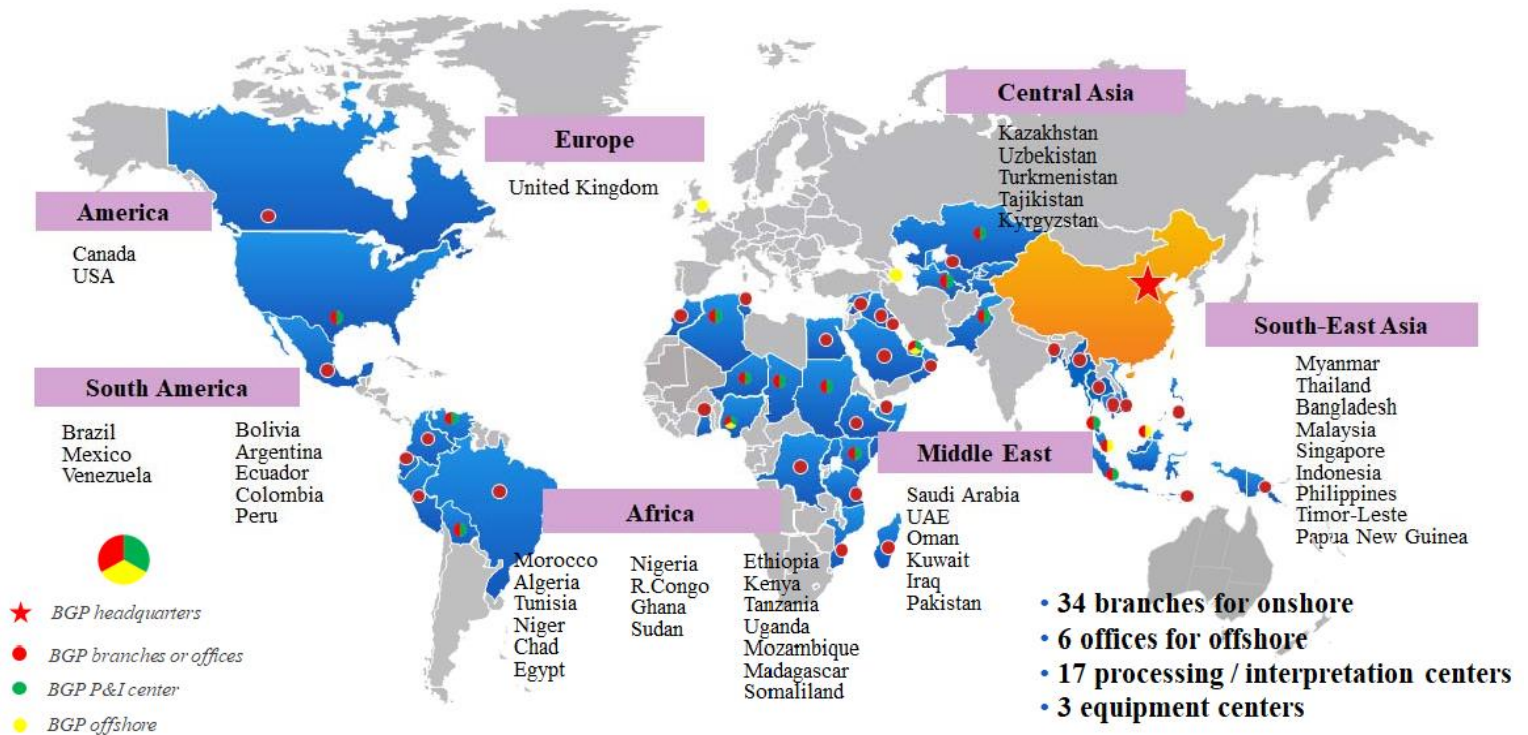 Central Asia
Kazakhstan
Uzbekistan
Turkmenistan
Tajikistan
Kyrgyzstan
Europe
United Kingdom
America
Canada
USA
South-East Asia
Myanmar
Thailand
Bangladesh
Malaysia
Singapore
Indonesia
Philippines
Timor-Leste
Papua New Guinea
South America
Brazil
Mexico
Venezuela
Bolivia
Argentina
Ecuador
Colombia
Peru
Middle East
Saudi Arabia
UAE
Oman
Kuwait
Iraq
Pakistan
Africa
Morocco
Algeria
Tunisia
Niger
Chad
Egypt
Nigeria
R.Congo
Ghana
Sudan
Ethiopia
Kenya
Tanzania
Uganda
Mozambique
Madagascar
Somaliland
BGP headquarters
BGP branches or offices
BGP P&I center
BGP offshore
• 34 branches for onshore
• 6 offices for offshore
• 17 processing / interpretation centers
• 3 equipment centers